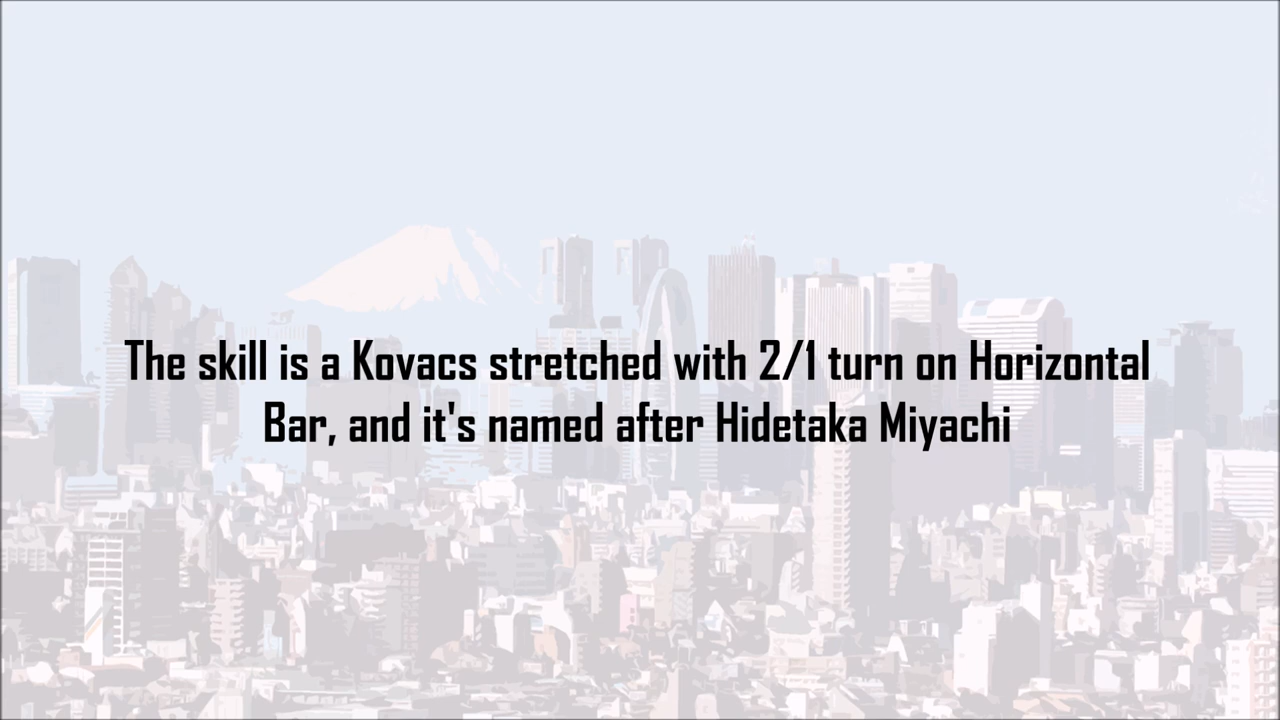 The skill is a Kovacs stretched with 2/1 turn on Horizontal
Bar, and it's named after Hidetaka Miyachi